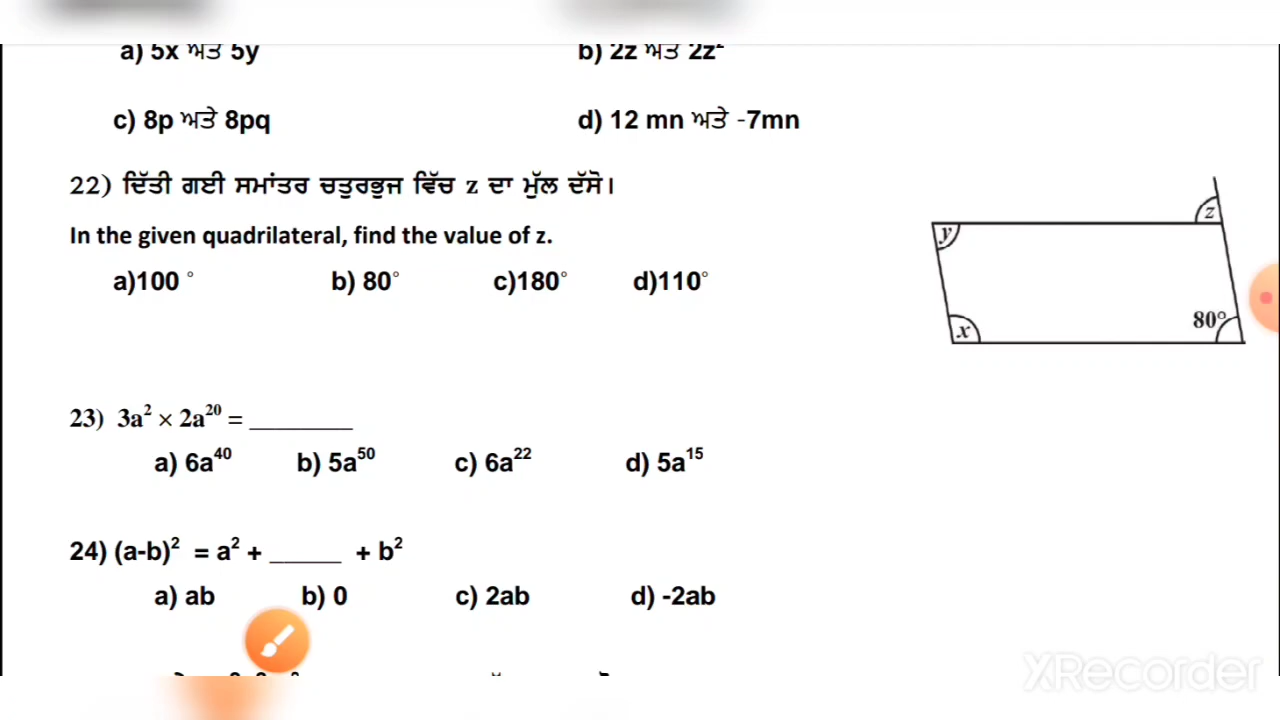 a) 5x ਅਤੇ 5y b) 2z ਅਤੇ 2z²
c) 8p ਅਤੇ 8pq d) 12 mn ਅਤੇ -7mn
22) ਦਿੱਤੀ ਗਈ ਸਮਾਂਤਰ ਚਤੁਰਭੁਜ ਵਿੱਚ z ਦਾ ਮੁੱਲ ਦੱਸੋ।
In the given quadrilateral, find the value of z.
a)100 ° b) 80° c)180° d)110°
z
y
80°
x
23) 3a² × 2a²⁰ = ________
a) 6a⁴⁰ b) 5a⁵⁰ c) 6a²² d) 5a¹⁵
24) (a-b)² = a² + _____ + b²
a) ab b) 0 c) 2ab d) -2ab
XRecorder